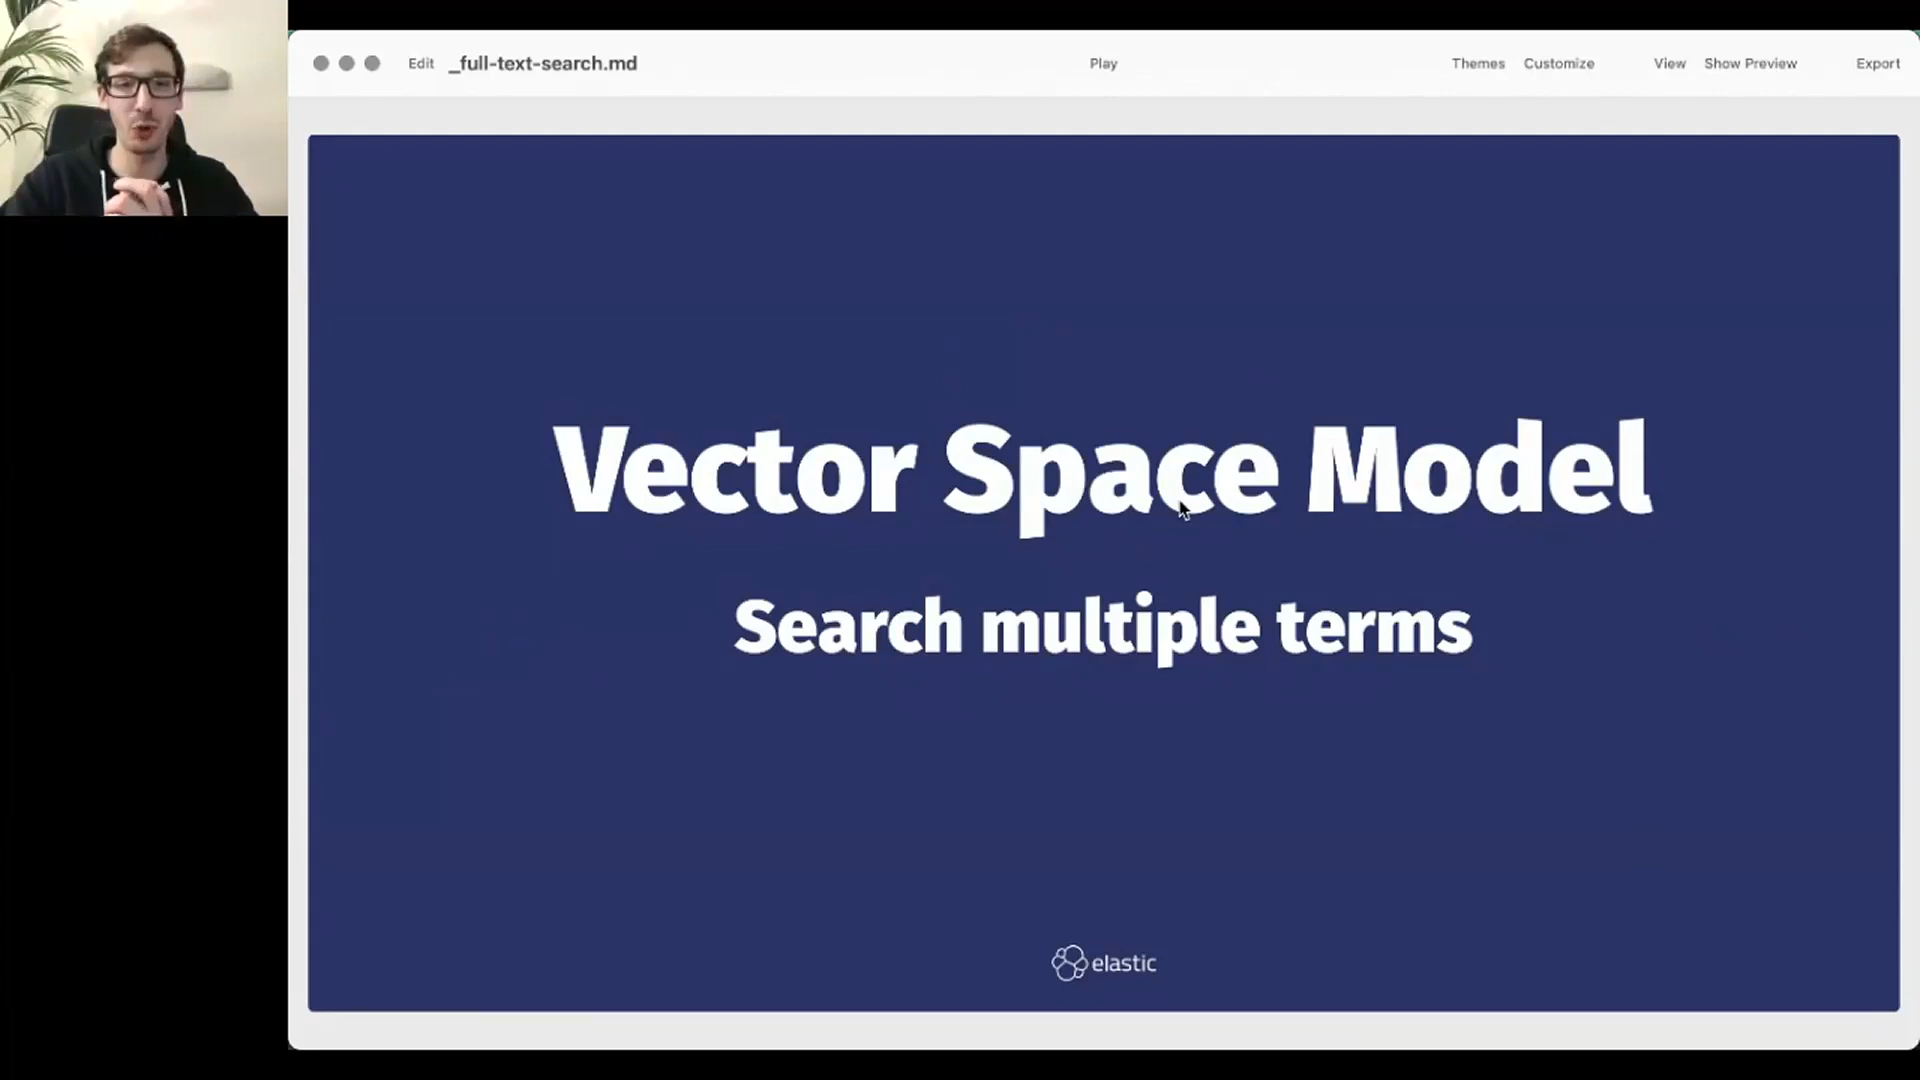 Edit _full-text-search.md Play Themes Customize View Show Preview Export
Vector Space Model
Search multiple terms
elastic